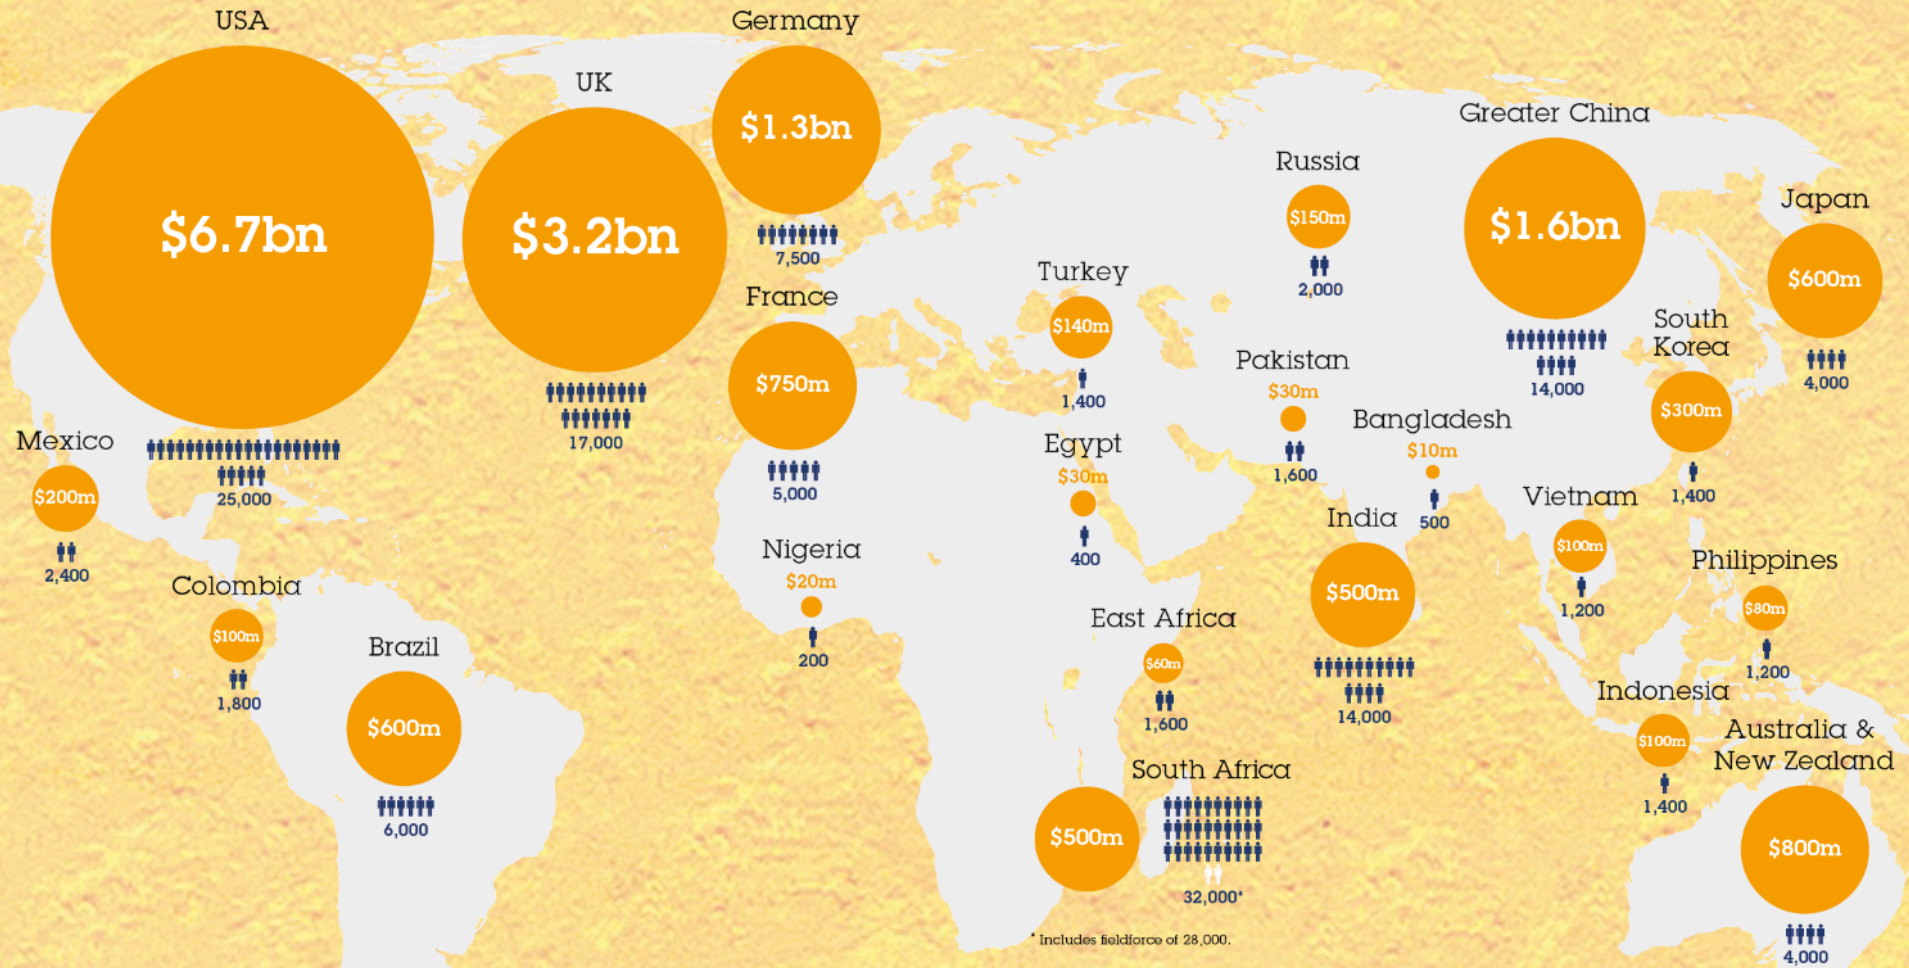 USA
$6.7bn
25,000
UK
$3.2bn
17,000
Germany
$1.3bn
7,500
France
$750m
5,000
Mexico
$200m
2,400
Colombia
$100m
1,800
Brazil
$600m
6,000
Nigeria
$20m
200
Turkey
$140m
1,400
Egypt
$30m
400
East Africa
$60m
1,600
South Africa
$500m
32,000*
* Includes fieldforce of 28,000.
Russia
$150m
2,000
Pakistan
$30m
1,600
Bangladesh
$10m
500
India
$500m
14,000
Greater China
$1.6bn
14,000
Japan
$600m
4,000
South
Korea
$300m
1,400
Vietnam
$100m
1,200
Philippines
$80m
1,200
Indonesia
$100m
1,400
Australia &
New Zealand
$800m
4,000